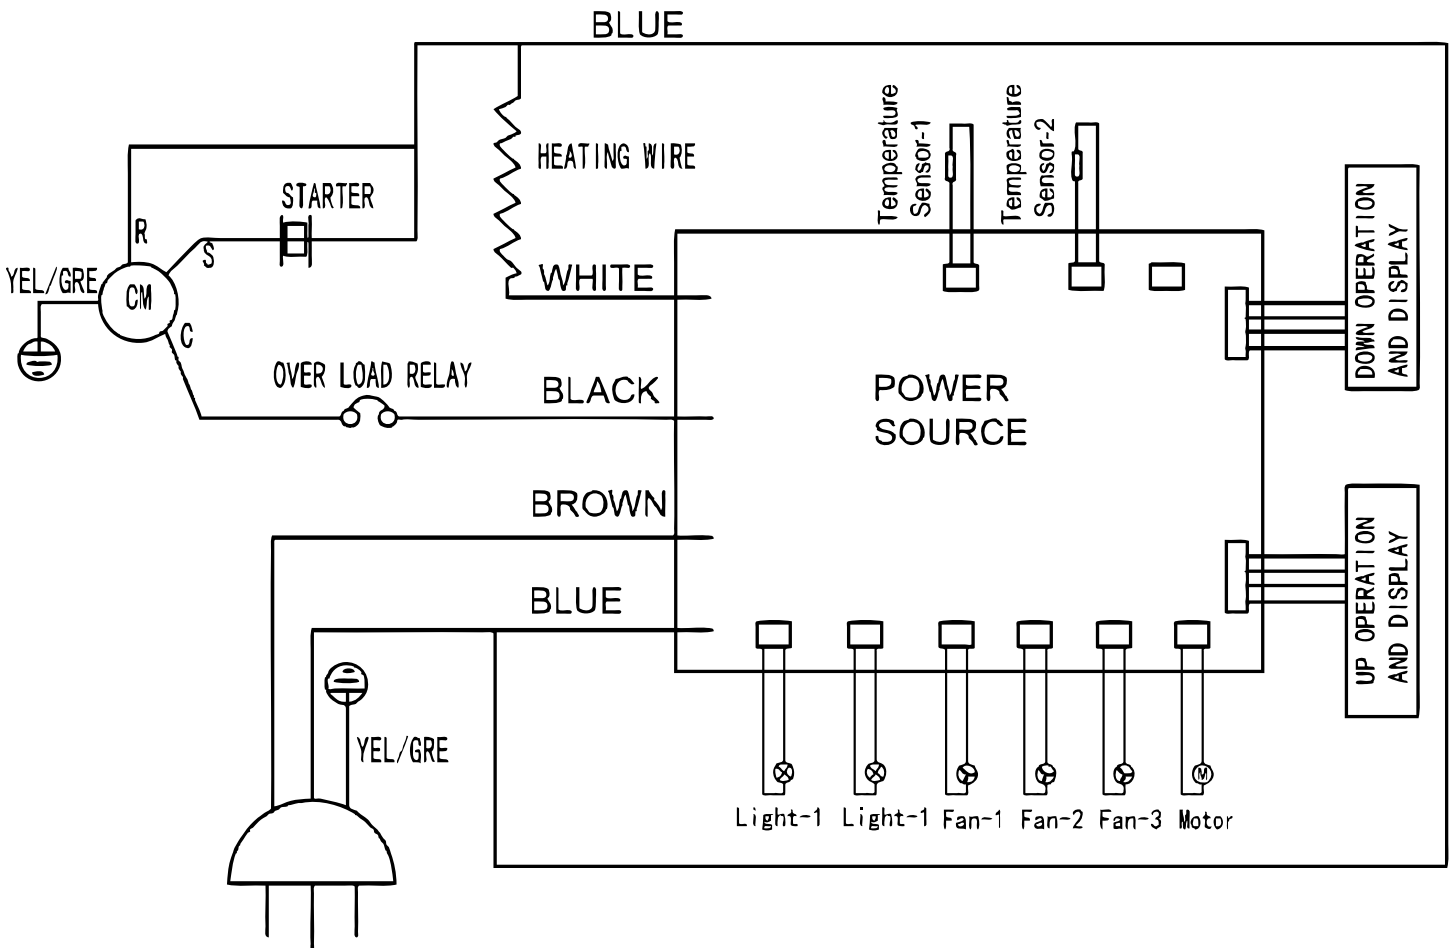 BLUE
Temperature
Sensor-1
Temperature
Sensor-2
HEATING WIRE
STARTER
R
S
YEL/GRE
CM
C
WHITE
DOWN OPERATION
AND DISPLAY
OVER LOAD RELAY
BLACK
POWER
SOURCE
BROWN
BLUE
UP OPERATION
AND DISPLAY
YEL/GRE
M
Light-1
Light-1
Fan-1
Fan-2
Fan-3
Motor